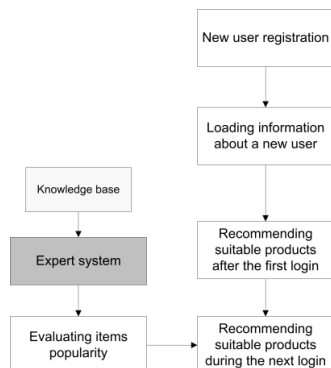 New user registration
Loading information
about a new user
Knowledge base
Expert system
Recommending
suitable products
after the first login
Evaluating items
popularity
Recommending
suitable products
during the next login